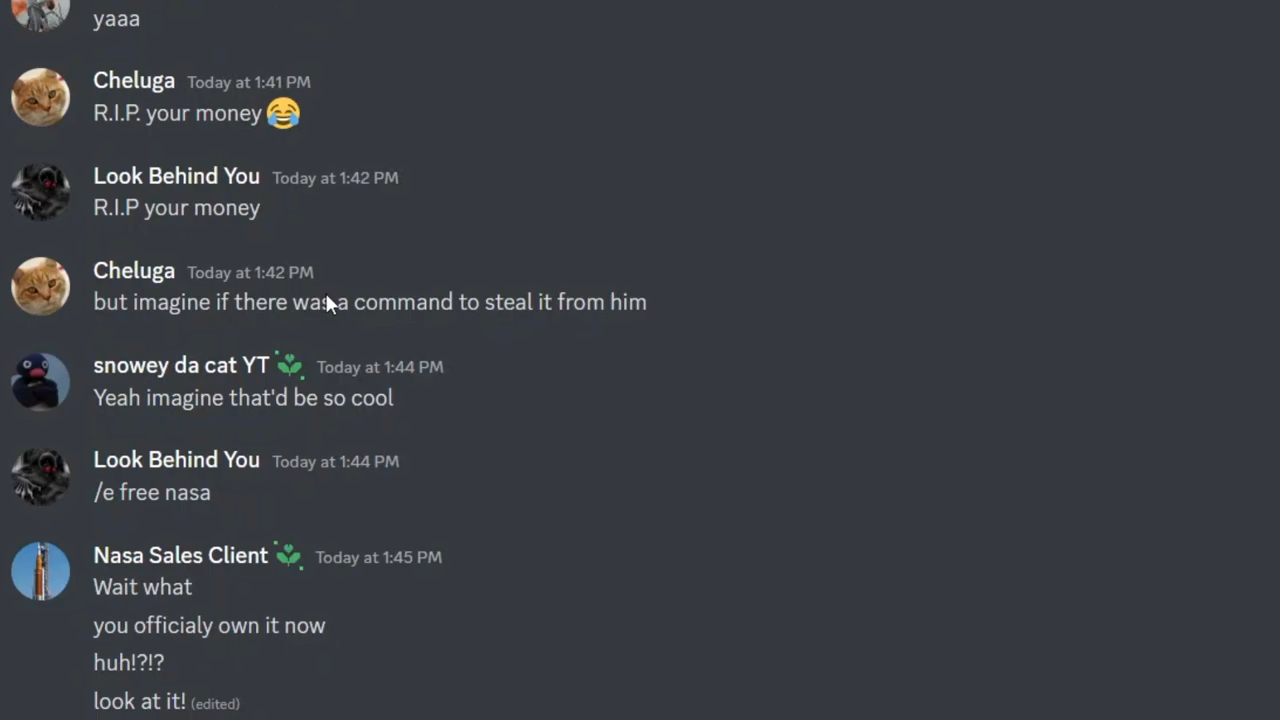 yaaa
Cheluga Today at 1:41 PM
R.I.P. your money 😂
Look Behind You Today at 1:42 PM
R.I.P your money
Cheluga Today at 1:42 PM
but imagine if there was a command to steal it from him
snowey da cat YT Today at 1:44 PM
Yeah imagine that'd be so cool
Look Behind You Today at 1:44 PM
/e free nasa
Nasa Sales Client Today at 1:45 PM
Wait what
you officialy own it now
huh!?!?
look at it! (edited)